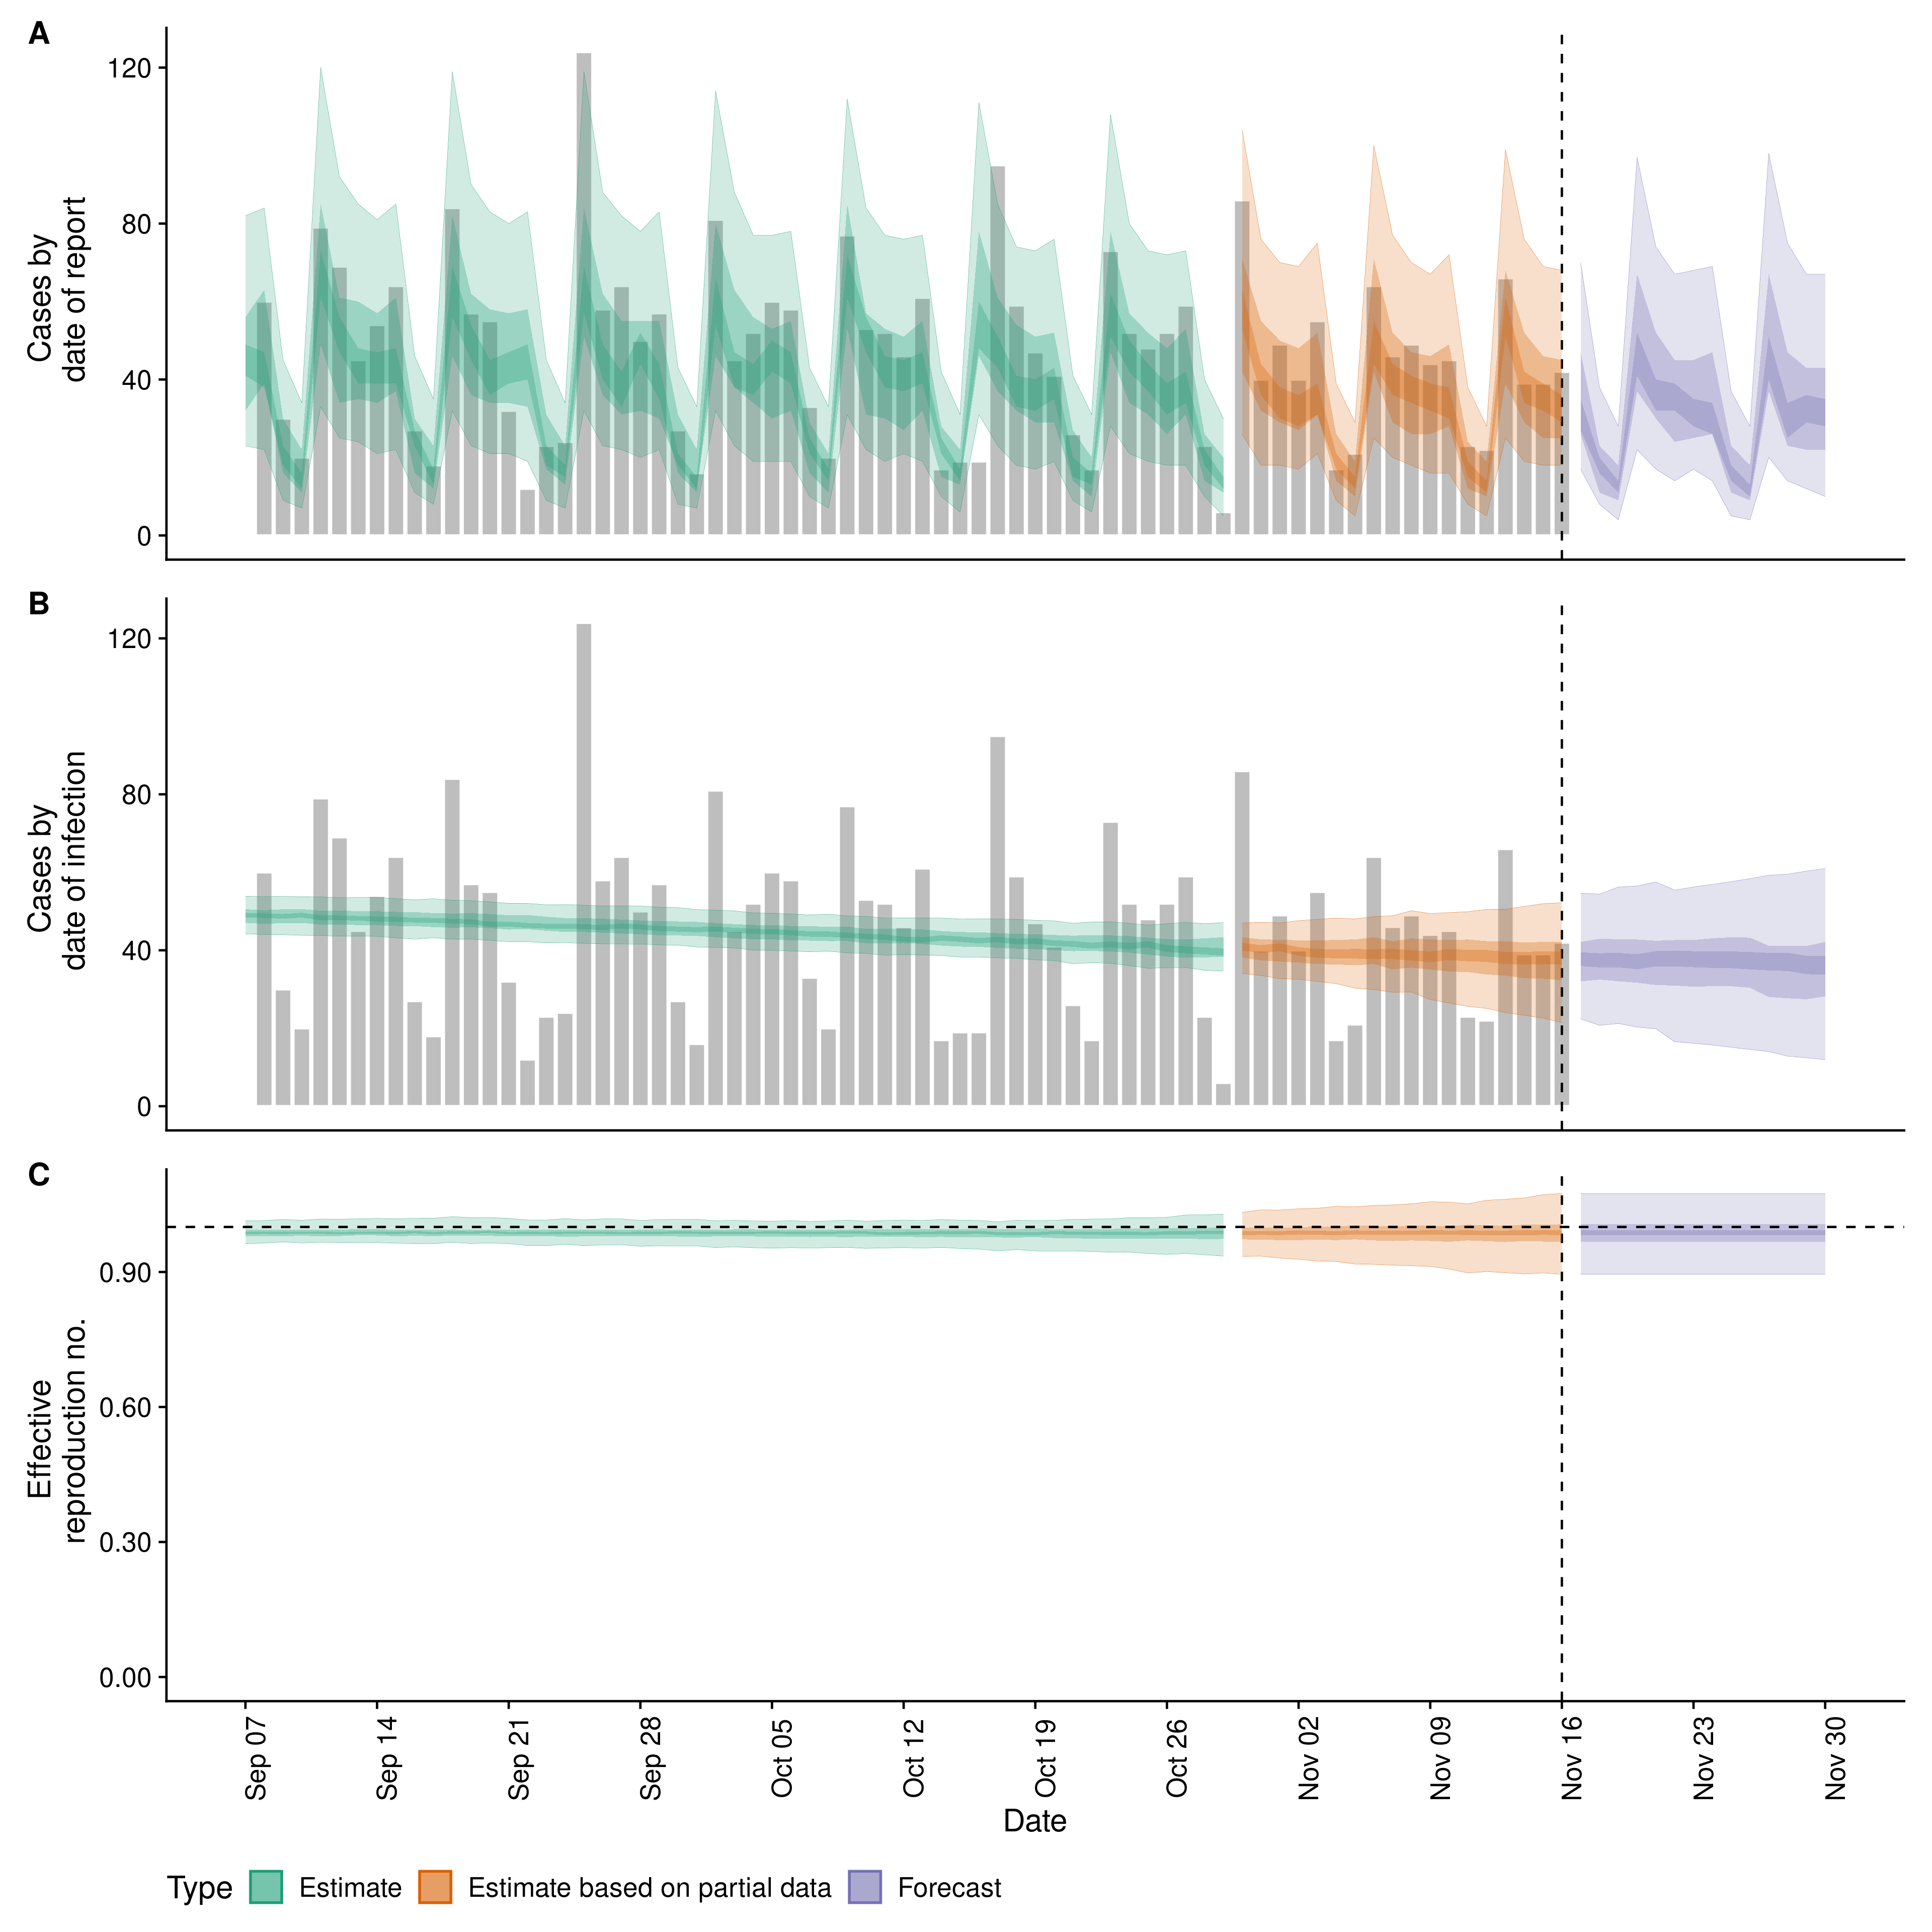 A
Cases by
date of report
120
80
40
0
B
Cases by
date of infection
120
80
40
0
C
Effective
reproduction no.
0.90
0.60
0.30
0.00
Sep 07
Sep 14
Sep 21
Sep 28
Oct 05
Oct 12
Oct 19
Oct 26
Nov 02
Nov 09
Nov 16
Nov 23
Nov 30
Date
Type Estimate Estimate based on partial data Forecast